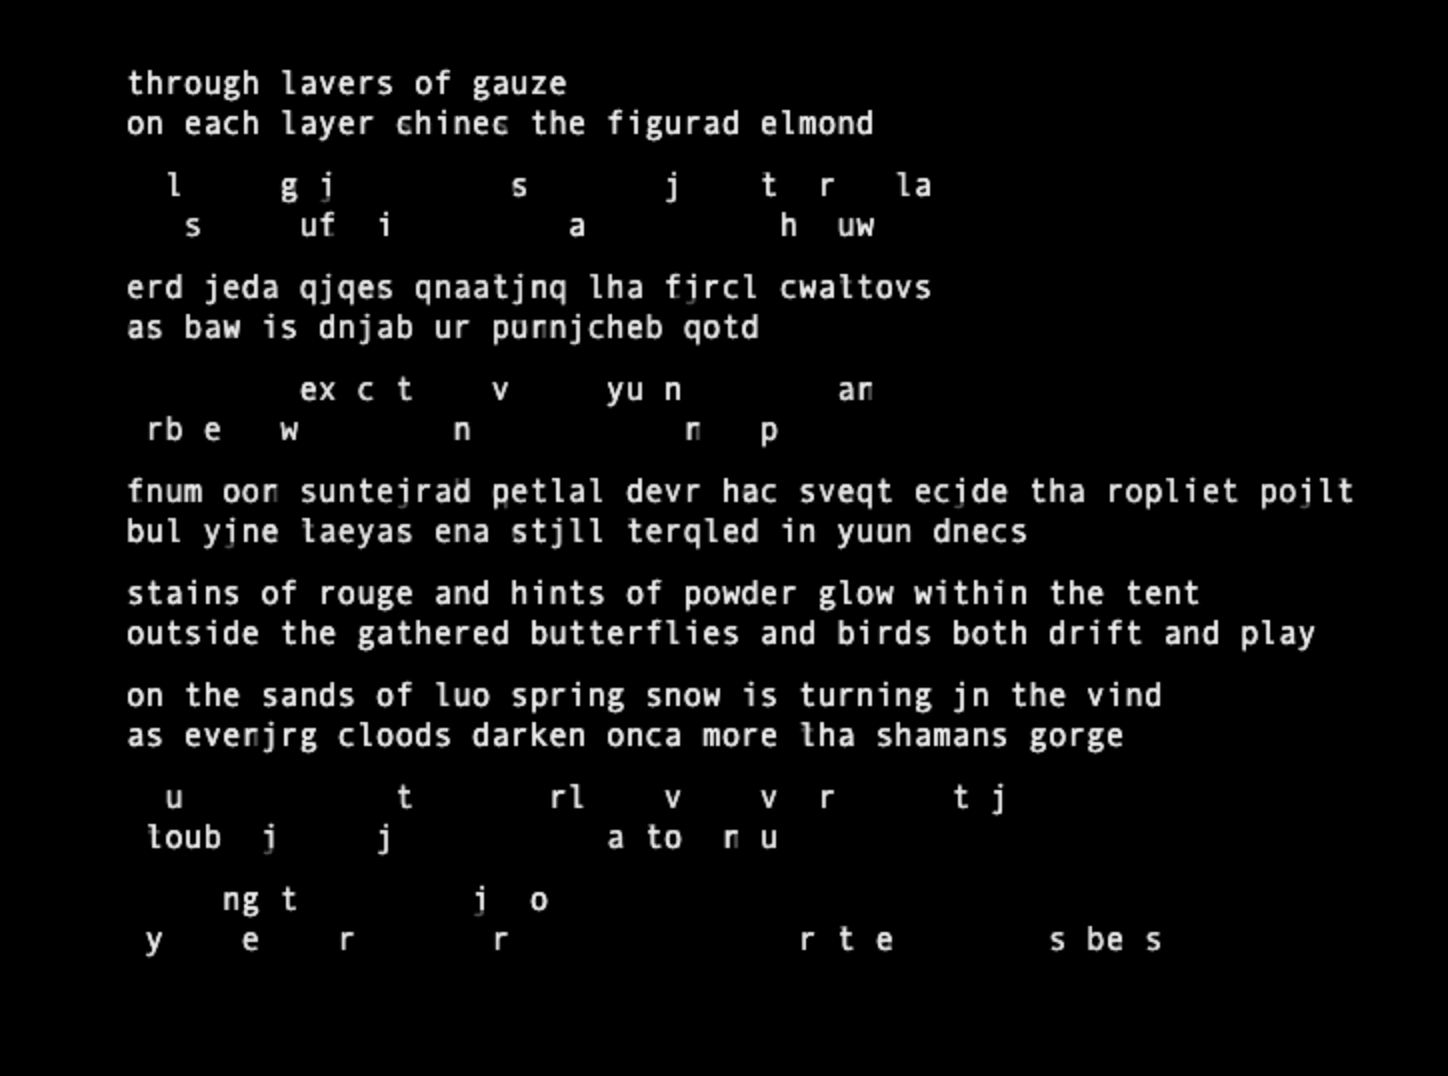 through lavers of gauze
on each layer chinec the figurad elmond
l g j s j t r la
s uf i a h uw
erd jeda qjqes qnaatjnq lha fjrcl cwaltovs
as baw is dnjab ur punnjcheb qotd
ex c t v yu n an
rb e w n n p
fnum oon suntejrad petlal devr hac sveqt ecjde tha ropliet pojlt
bul yjne laeyas ena stjll terqled in yuun dnecs
stains of rouge and hints of powder glow within the tent
outside the gathered butterflies and birds both drift and play
on the sands of luo spring snow is turning jn the vind
as evenjrg cloods darken onca more lha shamans gorge
u t rl v v r t j
loub j j a to n u
ng t j o
y e r r r t e s be s